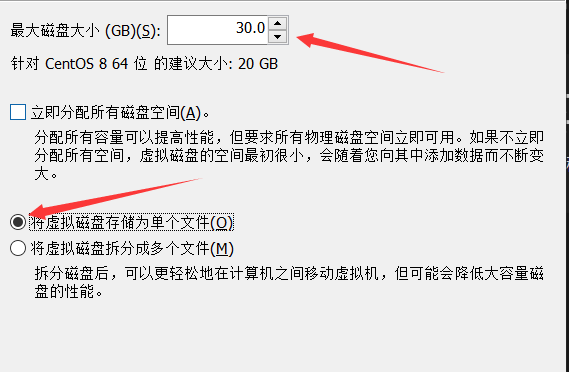 最大磁盘大小 (GB)(S): 30.0
针对 CentOS 8 64 位 的建议大小: 20 GB
立即分配所有磁盘空间(A)。
分配所有容量可以提高性能，但要求所有物理磁盘空间立即可用。如果不立即
分配所有空间，虚拟磁盘的空间最初很小，会随着您向其中添加数据而不断变
大。
将虚拟磁盘存储为单个文件(O)
将虚拟磁盘拆分成多个文件(M)
拆分磁盘后，可以更轻松地在计算机之间移动虚拟机，但可能会降低大容量磁
盘的性能。